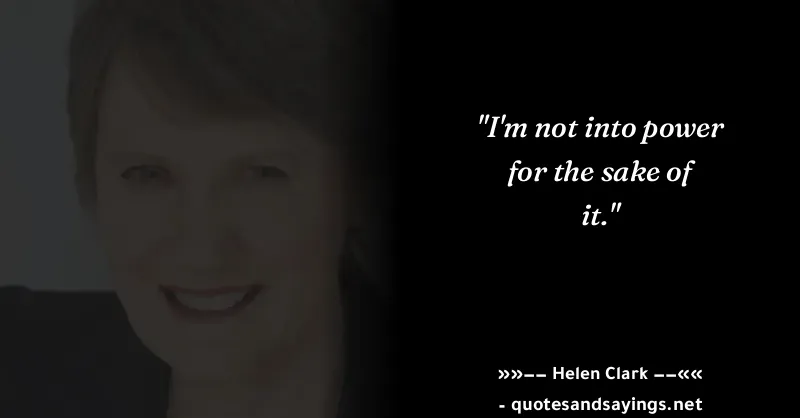 "I'm not into power
for the sake of
it."
»»–– Helen Clark ––««
- quotesandsayings.net